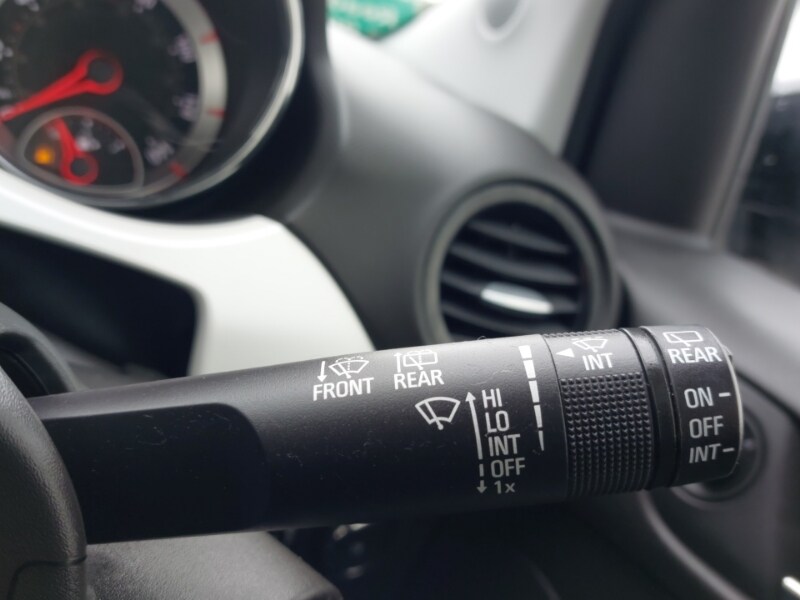 FRONT
REAR
HI
LO
INT
OFF
1x
INT
REAR
ON
OFF
INT